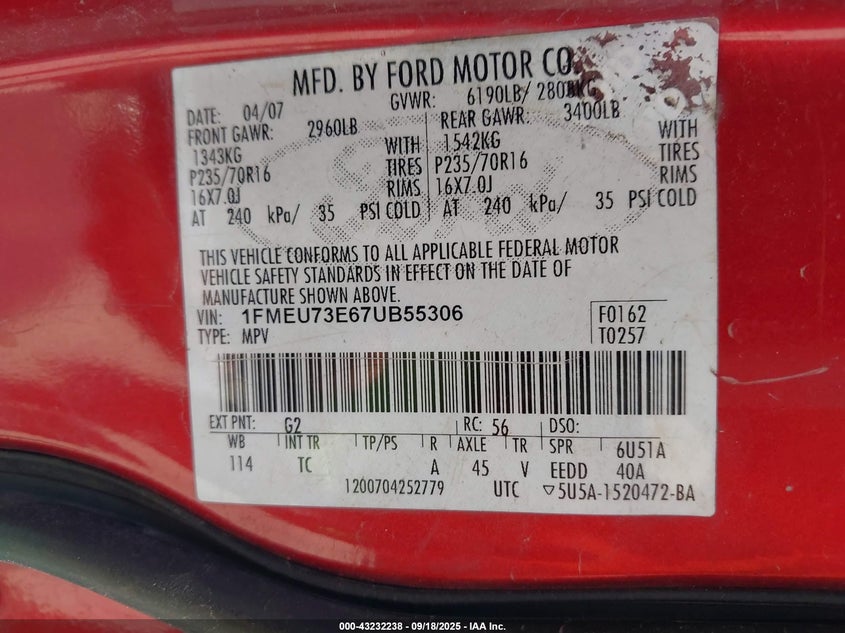 MFD. BY FORD MOTOR CO.
DATE: 04/07 GVWR: 6190LB/ 2808KG
FRONT GAWR: 2960LB REAR GAWR: 3400LB
1343KG WITH 1542KG WITH
P235/70R16 TIRES P235/70R16 TIRES
16X7.0J RIMS 16X7.0J RIMS
AT 240 kPa/ 35 PSI COLD AT 240 kPa/ 35 PSI COLD
THIS VEHICLE CONFORMS TO ALL APPLICABLE FEDERAL MOTOR
VEHICLE SAFETY STANDARDS IN EFFECT ON THE DATE OF
MANUFACTURE SHOWN ABOVE.
VIN: 1FMEU73E67UB55306 F0162
TYPE: MPV T0257
EXT PNT: G2 RC: 56 DSO:
WB INT TR TP/PS R AXLE TR SPR 6U51A
114 TC A 45 V EEDD 40A
1200704252779 UTC ▽5U5A-1520472-BA
000-43232238 - 09/18/2025 - IAA Inc.